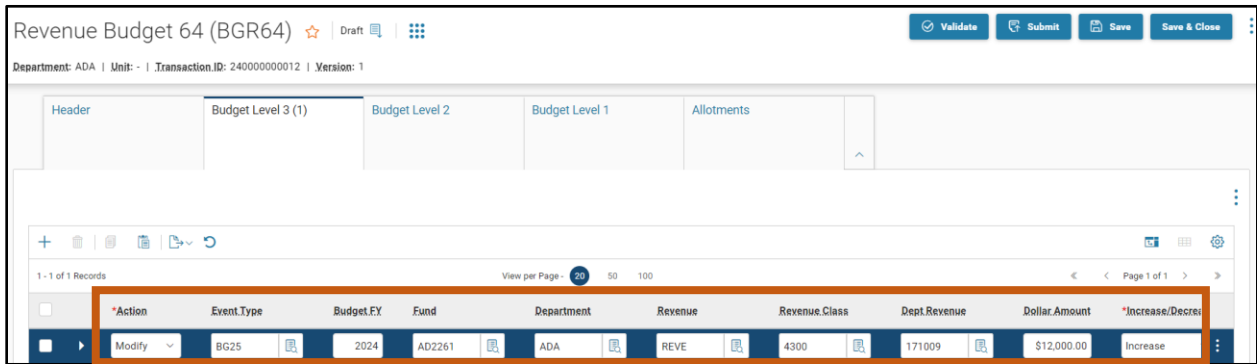 Revenue Budget 64 (BGR64) Draft
Validate Submit Save Save & Close
Department: ADA | Unit: - | Transaction ID: 240000000012 | Version: 1
Header Budget Level 3 (1) Budget Level 2 Budget Level 1 Allotments
1 - 1 of 1 Records View per Page - 20 50 100 Page 1 of 1
*Action Event Type Budget FY Fund Department Revenue Revenue Class Dept Revenue Dollar Amount *Increase/Decrea
Modify BG25 2024 AD2261 ADA REVE 4300 171009 $12,000.00 Increase